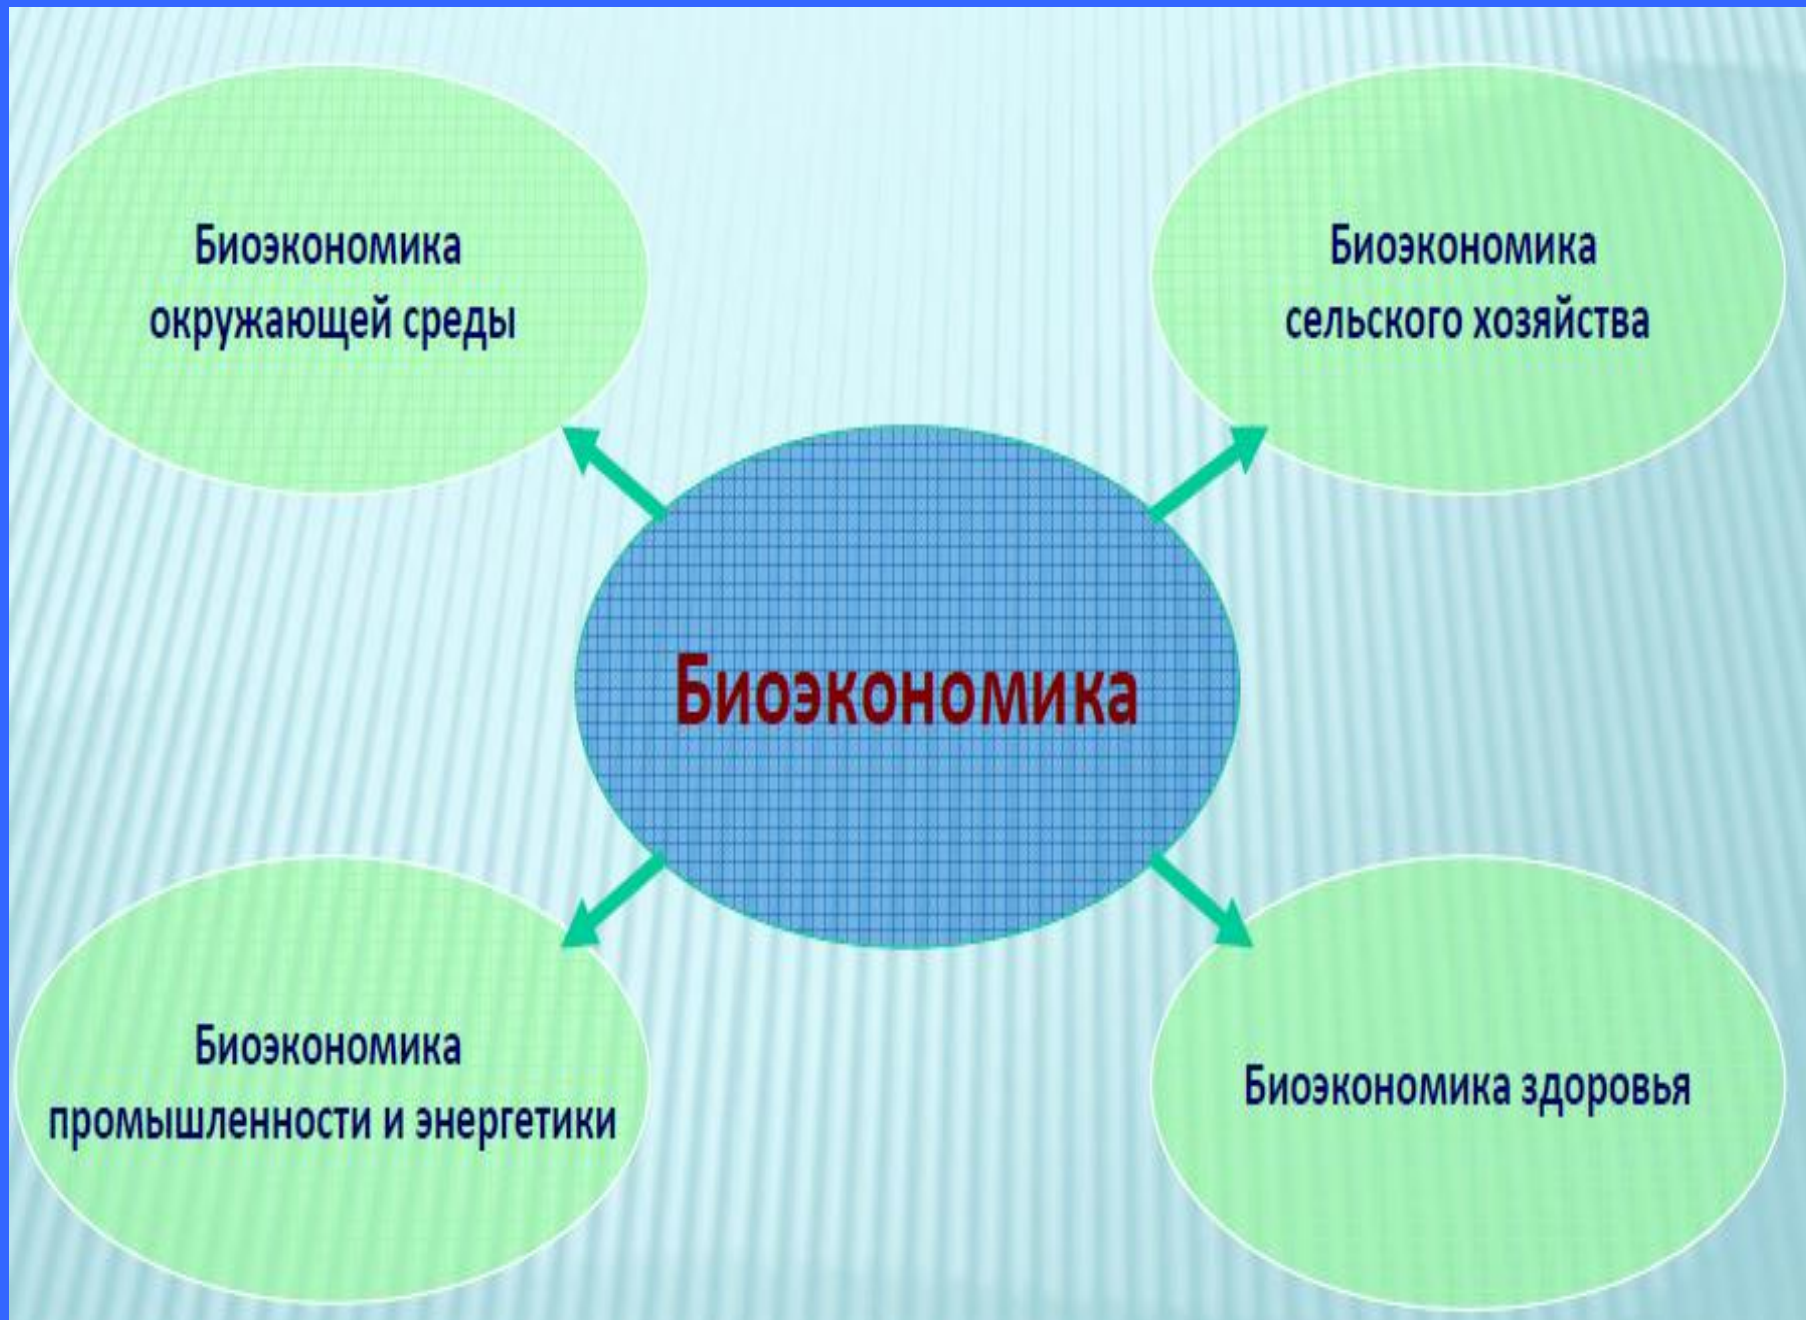 Биоэкономика
окружающей среды
Биоэкономика
сельского хозяйства
Биоэкономика
Биоэкономика
промышленности и энергетики
Биоэкономика здоровья